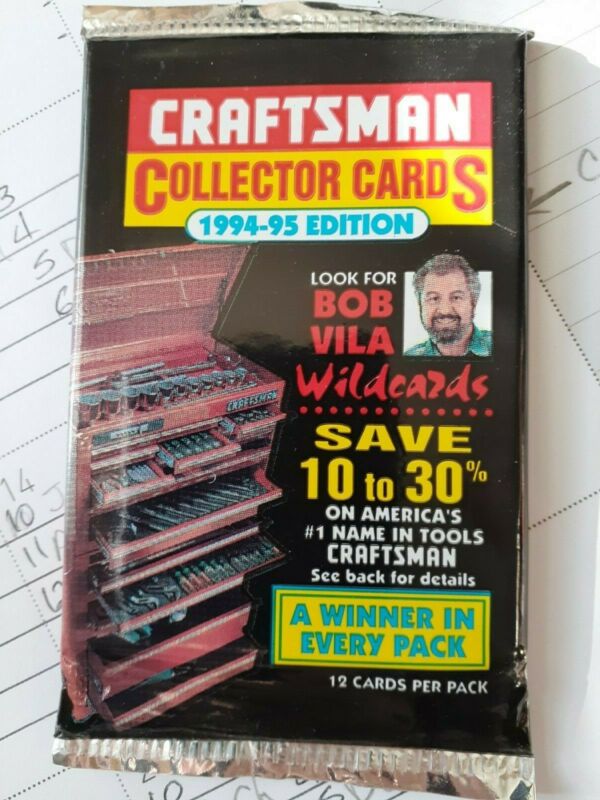 CRAFTSMAN
COLLECTOR CARDS
1994-95 EDITION
LOOK FOR
BOB
VILA
Wildcards
CRAFTSMAN
SAVE
10 to 30%
ON AMERICA'S
#1 NAME IN TOOLS
CRAFTSMAN
See back for details
A WINNER IN
EVERY PACK
12 CARDS PER PACK